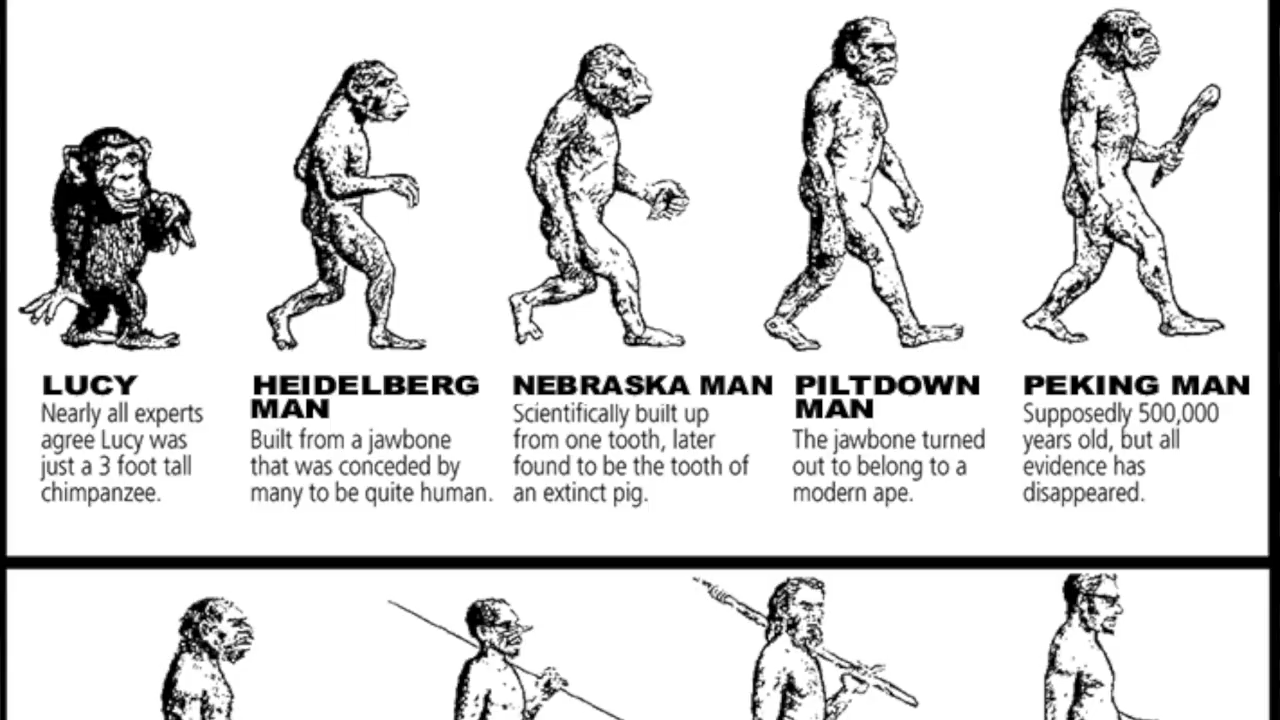 LUCY
Nearly all experts
agree Lucy was
just a 3 foot tall
chimpanzee.
HEIDELBERG
MAN
Built from a jawbone
that was conceded by
many to be quite human.
NEBRASKA MAN
Scientifically built up
from one tooth, later
found to be the tooth of
an extinct pig.
PILTDOWN
MAN
The jawbone turned
out to belong to a
modern ape.
PEKING MAN
Supposedly 500,000
years old, but all
evidence has
disappeared.